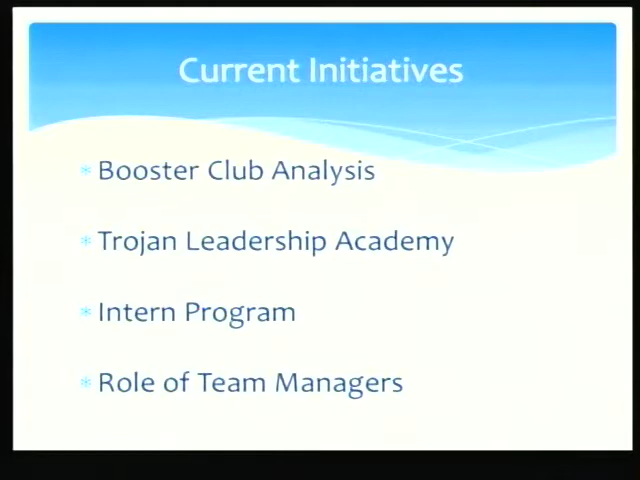 Current Initiatives
Booster Club Analysis
Trojan Leadership Academy
Intern Program
Role of Team Managers